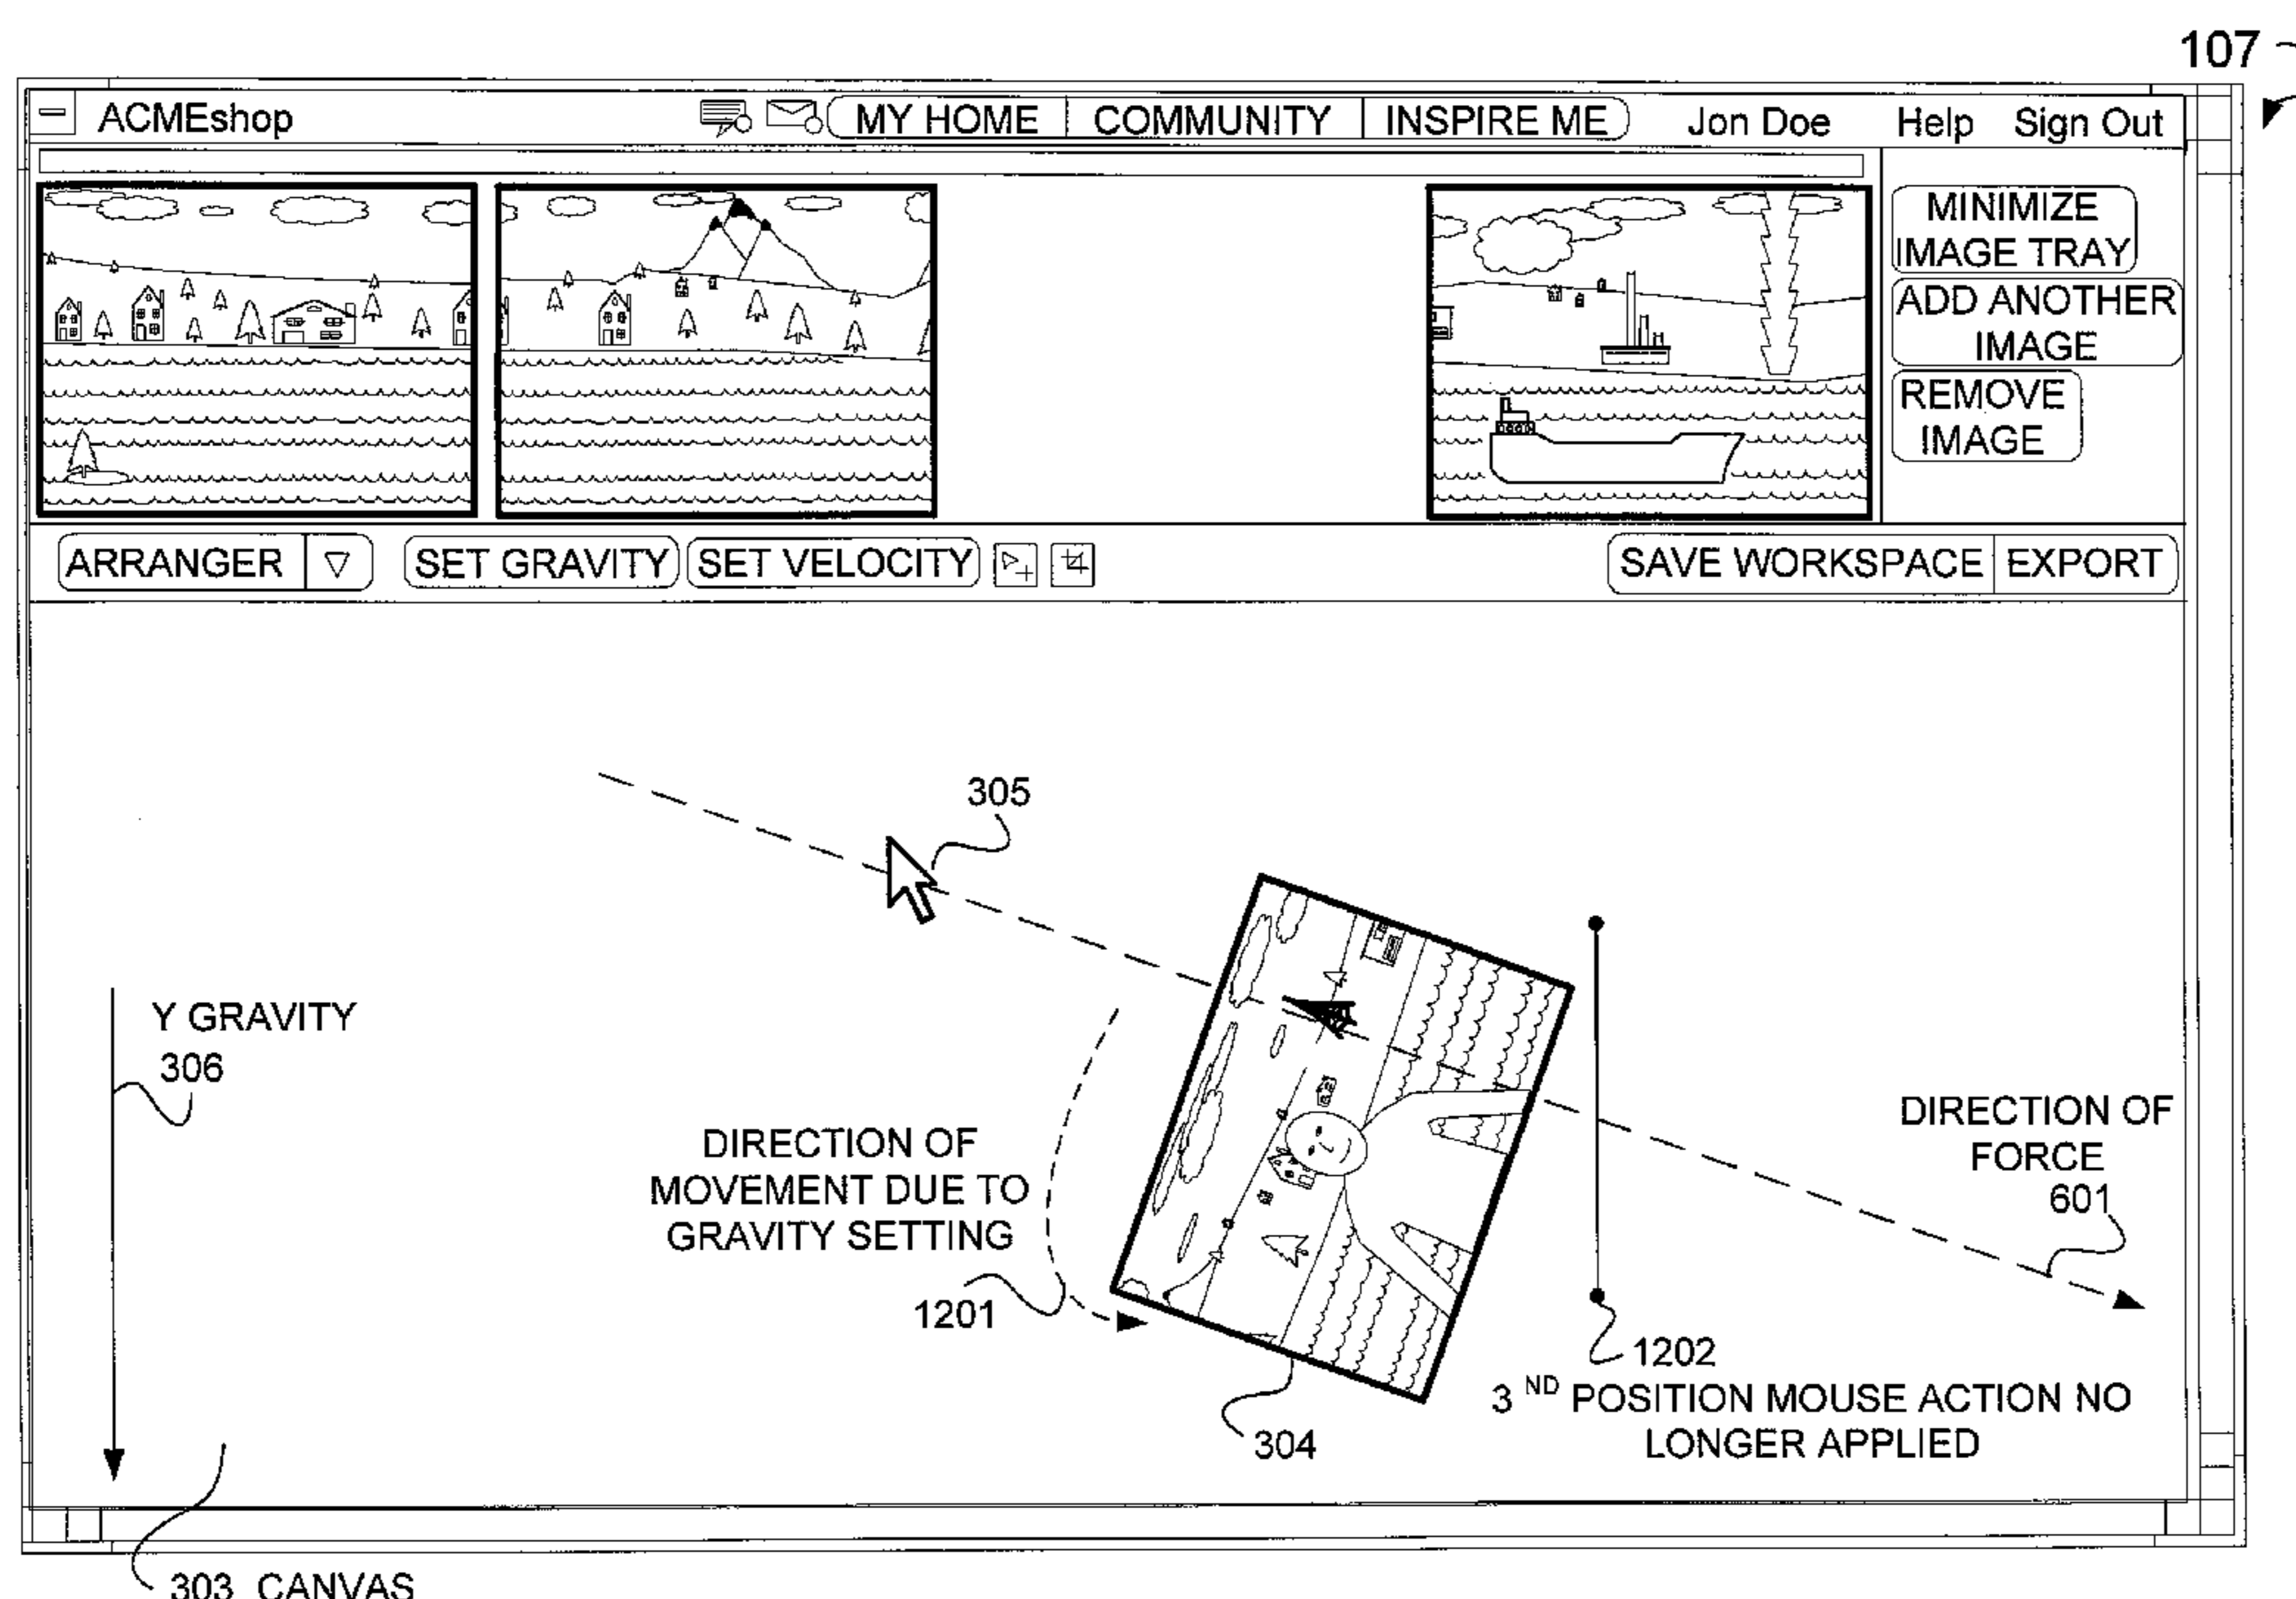 107
ACMEshop
MY HOME
COMMUNITY
INSPIRE ME
Jon Doe
Help
Sign Out
MINIMIZE
IMAGE TRAY
ADD ANOTHER
IMAGE
REMOVE
IMAGE
ARRANGER
SET GRAVITY
SET VELOCITY
SAVE WORKSPACE
EXPORT
305
Y GRAVITY
306
DIRECTION OF
MOVEMENT DUE TO
GRAVITY SETTING
1201
DIRECTION OF
FORCE
601
1202
3 ND POSITION MOUSE ACTION NO
LONGER APPLIED
304
303 CANVAS